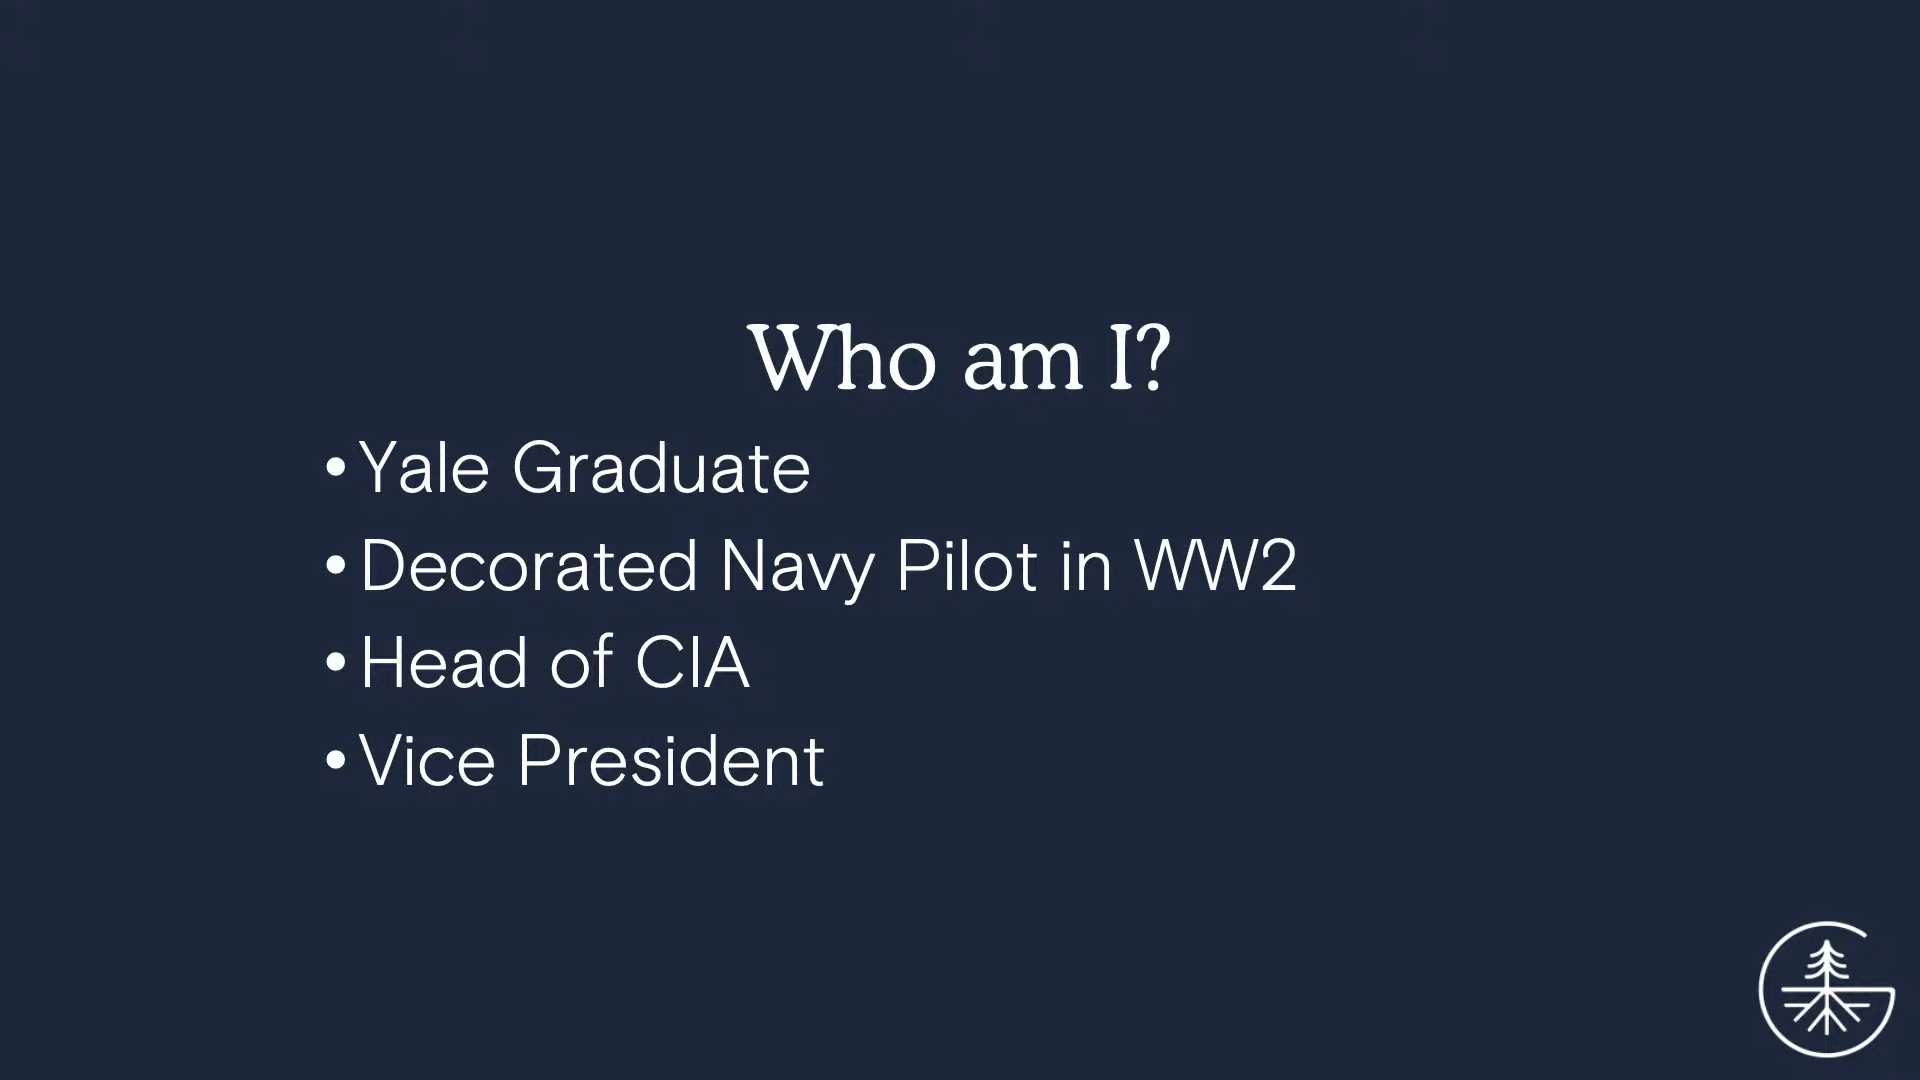 Who am I?
• Yale Graduate
• Decorated Navy Pilot in WW2
• Head of CIA
• Vice President